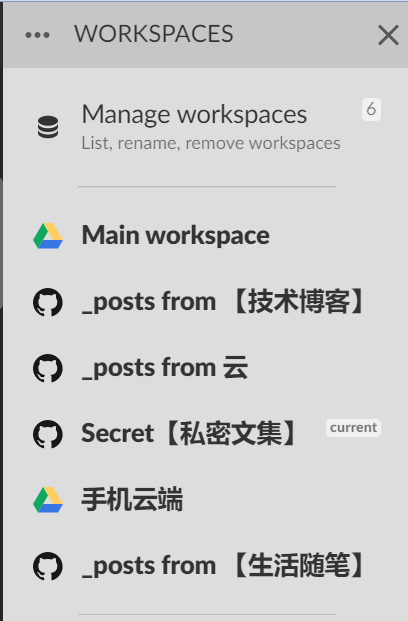 ••• WORKSPACES
Manage workspaces 6
List, rename, remove workspaces
Main workspace
_posts from 【技术博客】
_posts from 云
Secret【私密文集】 current
手机云端
_posts from 【生活随笔】